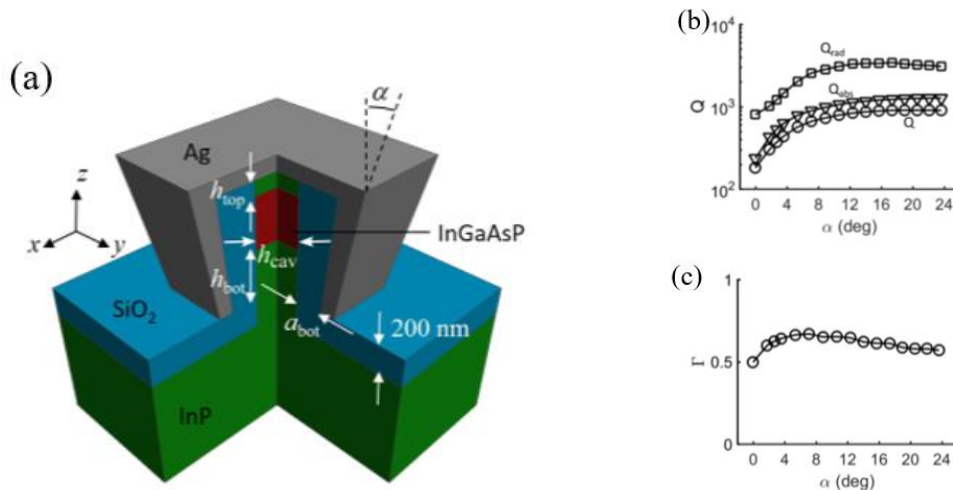 (a)
α
Ag
z
x
y
h_top
InGaAsP
h_cav
h_bot
SiO₂
a_bot
200 nm
InP
(b)
10⁴
Q_rad
Q_abs
Q
10³
Q
10²
0 4 8 12 16 20 24
α (deg)
(c)
1
0.5
Γ
0
0 4 8 12 16 20 24
α (deg)